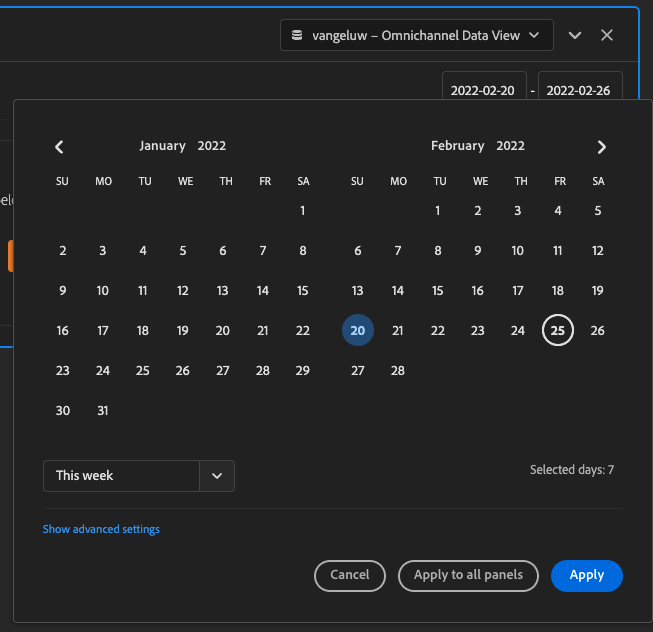 vangeluw – Omnichannel Data View
2022-02-20 - 2022-02-26
January 2022
February 2022
SU MO TU WE TH FR SA
SU MO TU WE TH FR SA
1
1 2 3 4 5
2 3 4 5 6 7 8
6 7 8 9 10 11 12
9 10 11 12 13 14 15
13 14 15 16 17 18 19
16 17 18 19 20 21 22
20 21 22 23 24 25 26
23 24 25 26 27 28 29
27 28
30 31
This week
Selected days: 7
Show advanced settings
Cancel
Apply to all panels
Apply